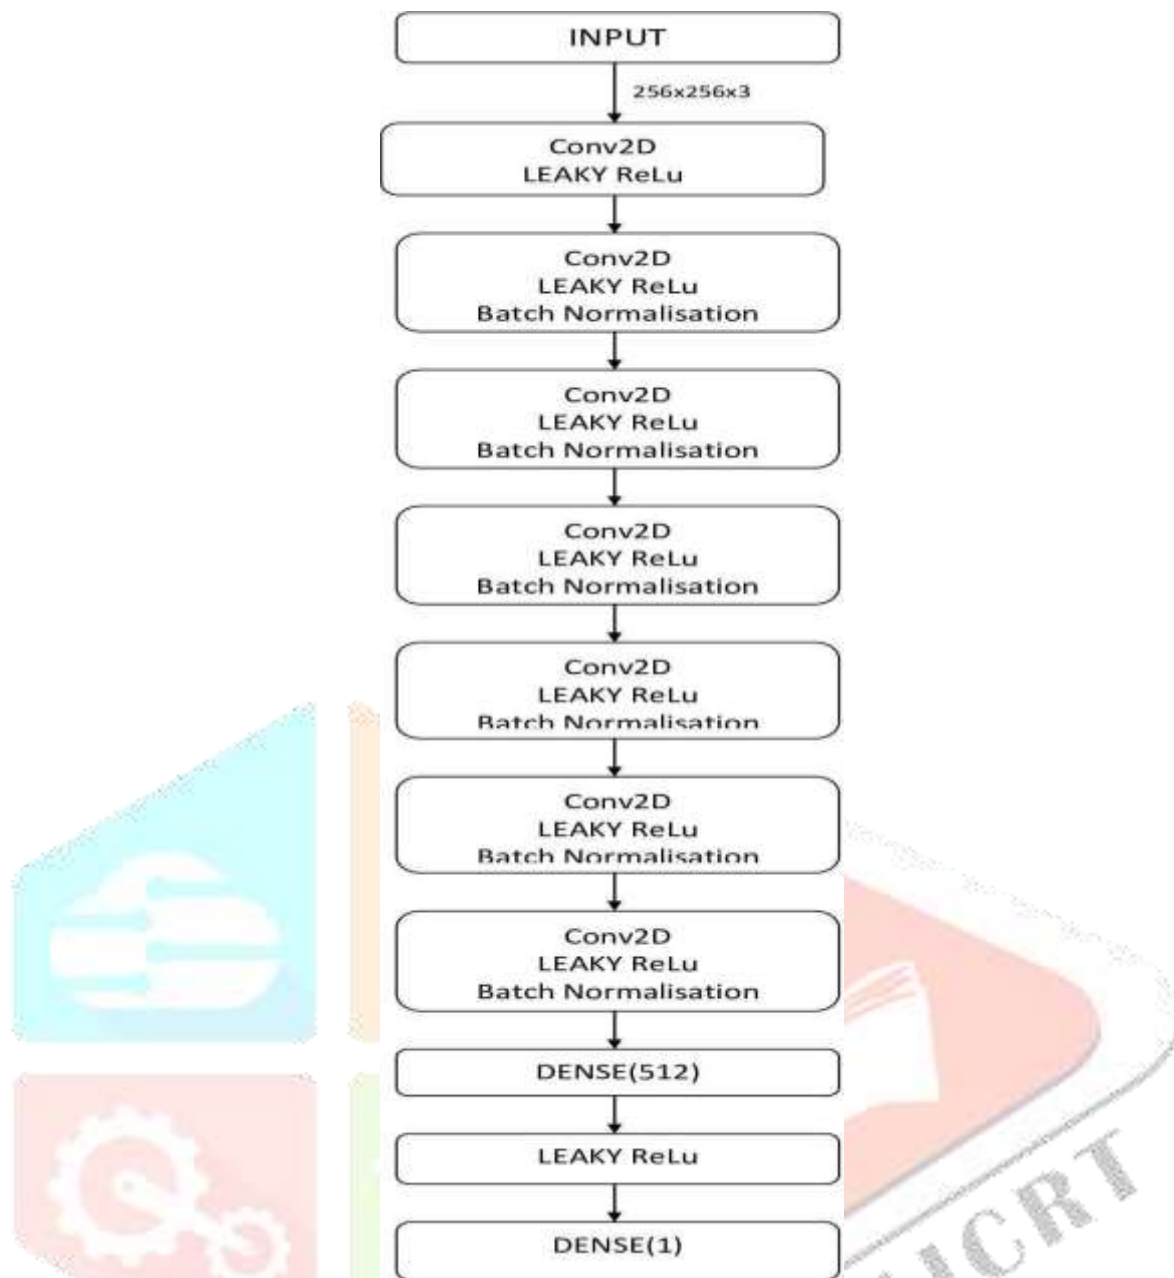 INPUT
256x256x3
Conv2D
LEAKY ReLu
Conv2D
LEAKY ReLu
Batch Normalisation
Conv2D
LEAKY ReLu
Batch Normalisation
Conv2D
LEAKY ReLu
Batch Normalisation
Conv2D
LEAKY ReLu
Batch Normalisation
Conv2D
LEAKY ReLu
Batch Normalisation
Conv2D
LEAKY ReLu
Batch Normalisation
DENSE(512)
LEAKY ReLu
DENSE(1)